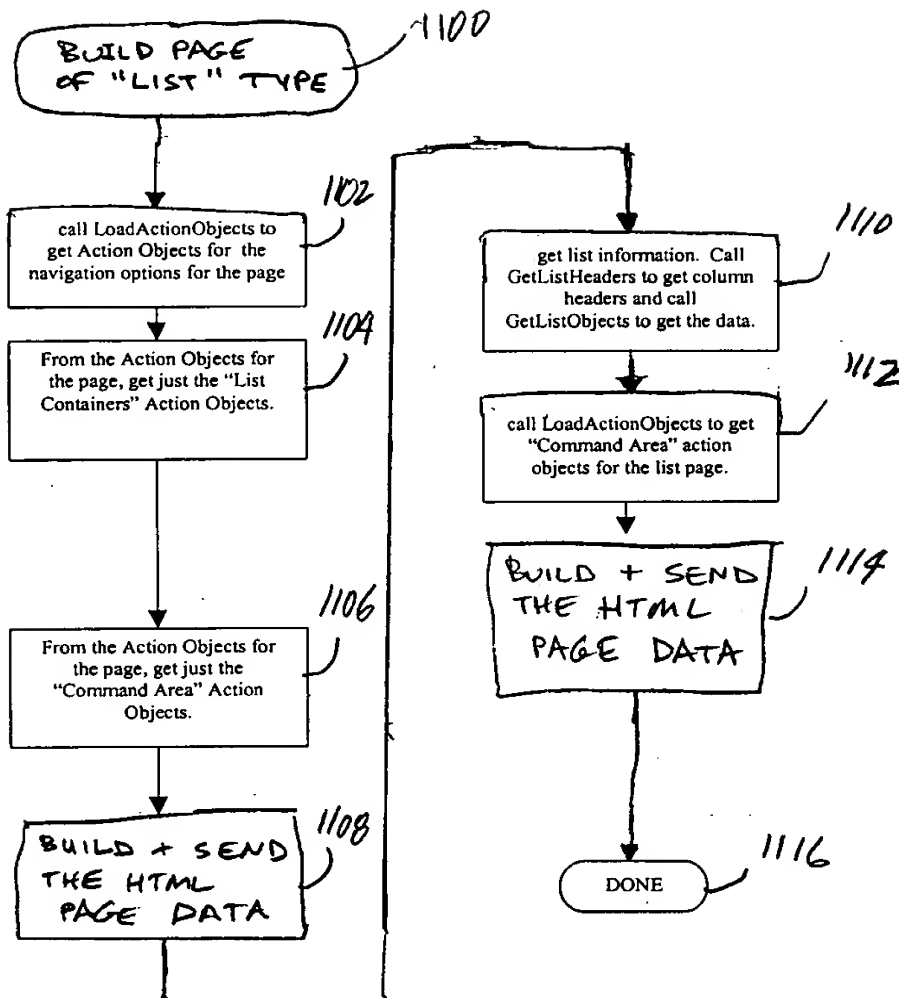 1100
BUILD PAGE
OF "LIST" TYPE
1102
call LoadActionObjects to
get Action Objects for the
navigation options for the page
1104
From the Action Objects for
the page, get just the "List
Containers" Action Objects.
1106
From the Action Objects for
the page, get just the
"Command Area" Action
Objects.
1108
BUILD + SEND
THE HTML
PAGE DATA
1110
get list information. Call
GetListHeaders to get column
headers and call
GetListObjects to get the data.
1112
call LoadActionObjects to get
"Command Area" action
objects for the list page.
1114
BUILD + SEND
THE HTML
PAGE DATA
1116
DONE